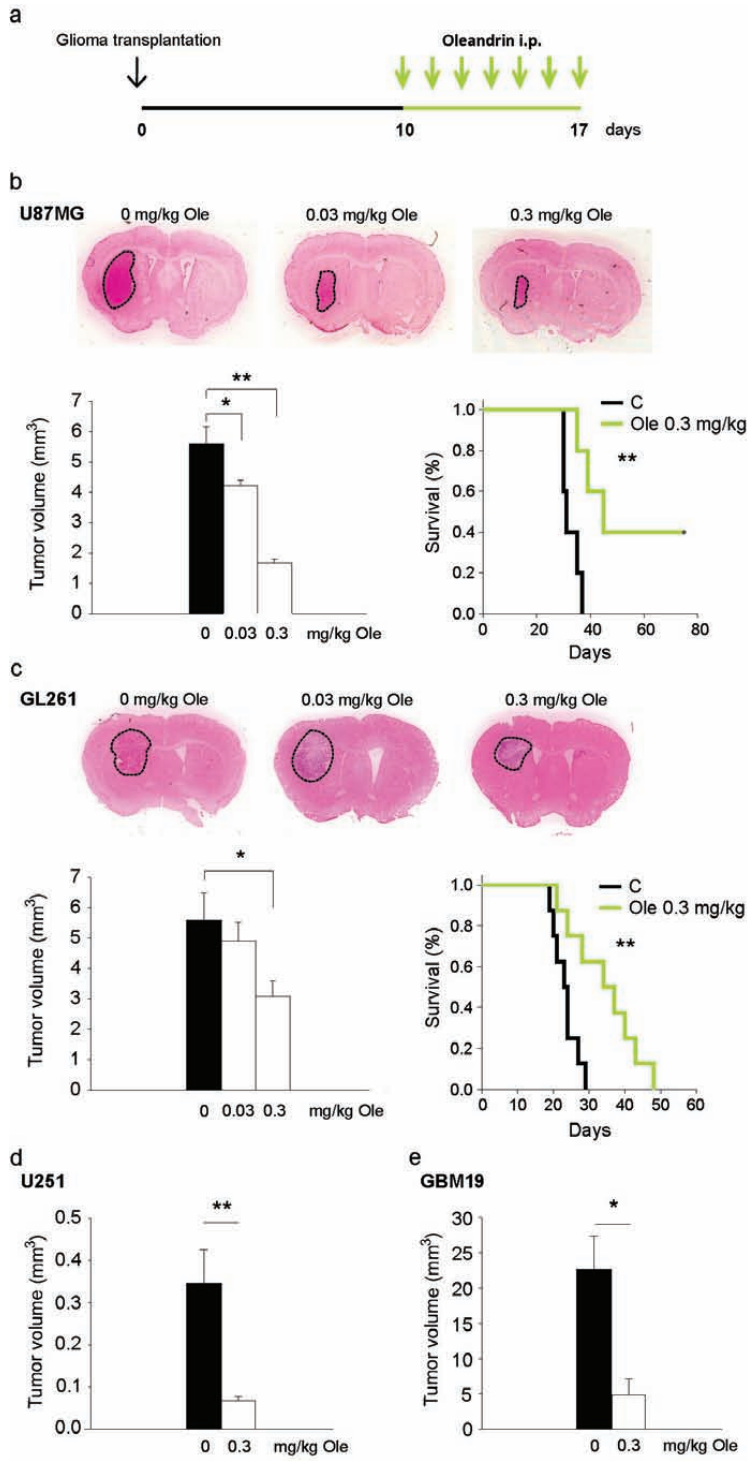 a
Glioma transplantation
Oleandrin i.p.
0
10
17
days
b
U87MG
0 mg/kg Ole
0.03 mg/kg Ole
0.3 mg/kg Ole
Tumor volume (mm³)
7
6
5
4
3
2
1
0
*
**
0
0.03
0.3
mg/kg Ole
Survival (%)
1.0
0.8
0.6
0.4
0.2
0.0
C
Ole 0.3 mg/kg
**
0
20
40
60
80
Days
c
GL261
0 mg/kg Ole
0.03 mg/kg Ole
0.3 mg/kg Ole
Tumor volume (mm³)
7
6
5
4
3
2
1
0
*
0
0.03
0.3
mg/kg Ole
Survival (%)
1.0
0.8
0.6
0.4
0.2
0.0
C
Ole 0.3 mg/kg
**
0
10
20
30
40
50
60
Days
d
U251
Tumor volume (mm³)
0.5
0.4
0.3
0.2
0.1
0.0
**
0
0.3
mg/kg Ole
e
GBM19
Tumor volume (mm³)
30
25
20
15
10
5
0
*
0
0.3
mg/kg Ole